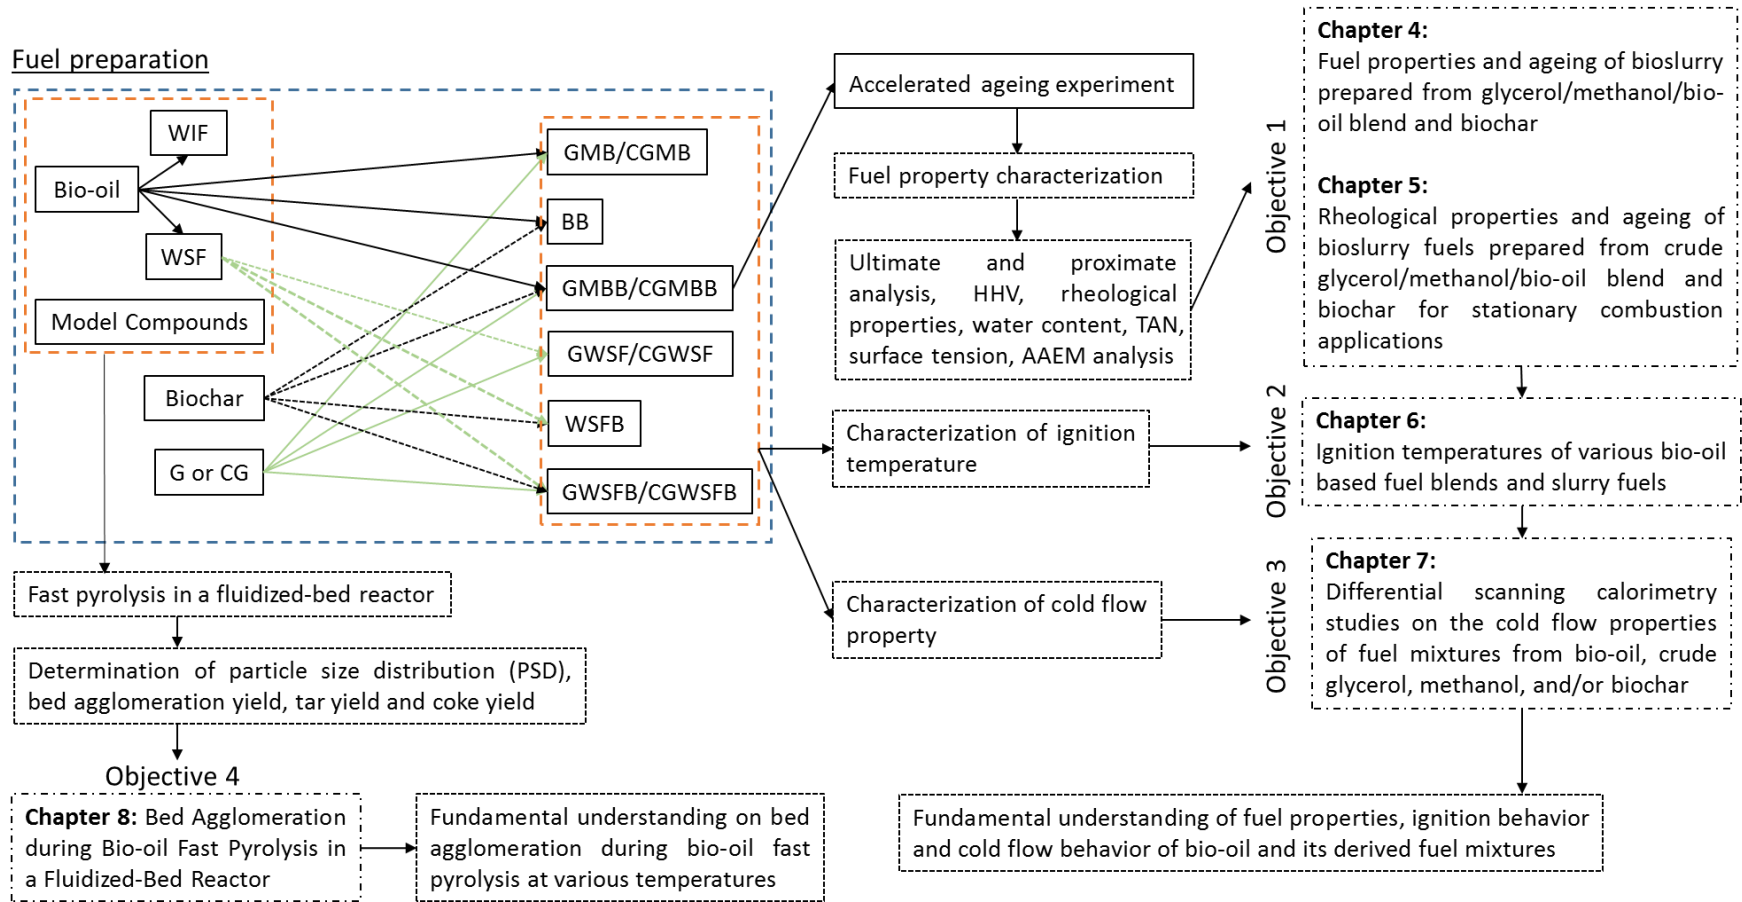 Fuel preparation
WIF
Bio-oil
WSF
Model Compounds
Biochar
G or CG
GMB/CGMB
BB
GMBB/CGMBB
GWSF/CGWSF
WSFB
GWSFB/CGWSFB
Accelerated ageing experiment
Fuel property characterization
Ultimate and proximate
analysis, HHV, rheological
properties, water content, TAN,
surface tension, AAEM analysis
Characterization of ignition
temperature
Characterization of cold flow
property
Objective 1
Objective 2
Objective 3
Chapter 4:
Fuel properties and ageing of bioslurry
prepared from glycerol/methanol/bio-
oil blend and biochar
Chapter 5:
Rheological properties and ageing of
bioslurry fuels prepared from crude
glycerol/methanol/bio-oil blend and
biochar for stationary combustion
applications
Chapter 6:
Ignition temperatures of various bio-oil
based fuel blends and slurry fuels
Chapter 7:
Differential scanning calorimetry
studies on the cold flow properties
of fuel mixtures from bio-oil, crude
glycerol, methanol, and/or biochar
Fundamental understanding of fuel properties, ignition behavior
and cold flow behavior of bio-oil and its derived fuel mixtures
Fast pyrolysis in a fluidized-bed reactor
Determination of particle size distribution (PSD),
bed agglomeration yield, tar yield and coke yield
Objective 4
Chapter 8: Bed Agglomeration
during Bio-oil Fast Pyrolysis in
a Fluidized-Bed Reactor
Fundamental understanding on bed
agglomeration during bio-oil fast
pyrolysis at various temperatures